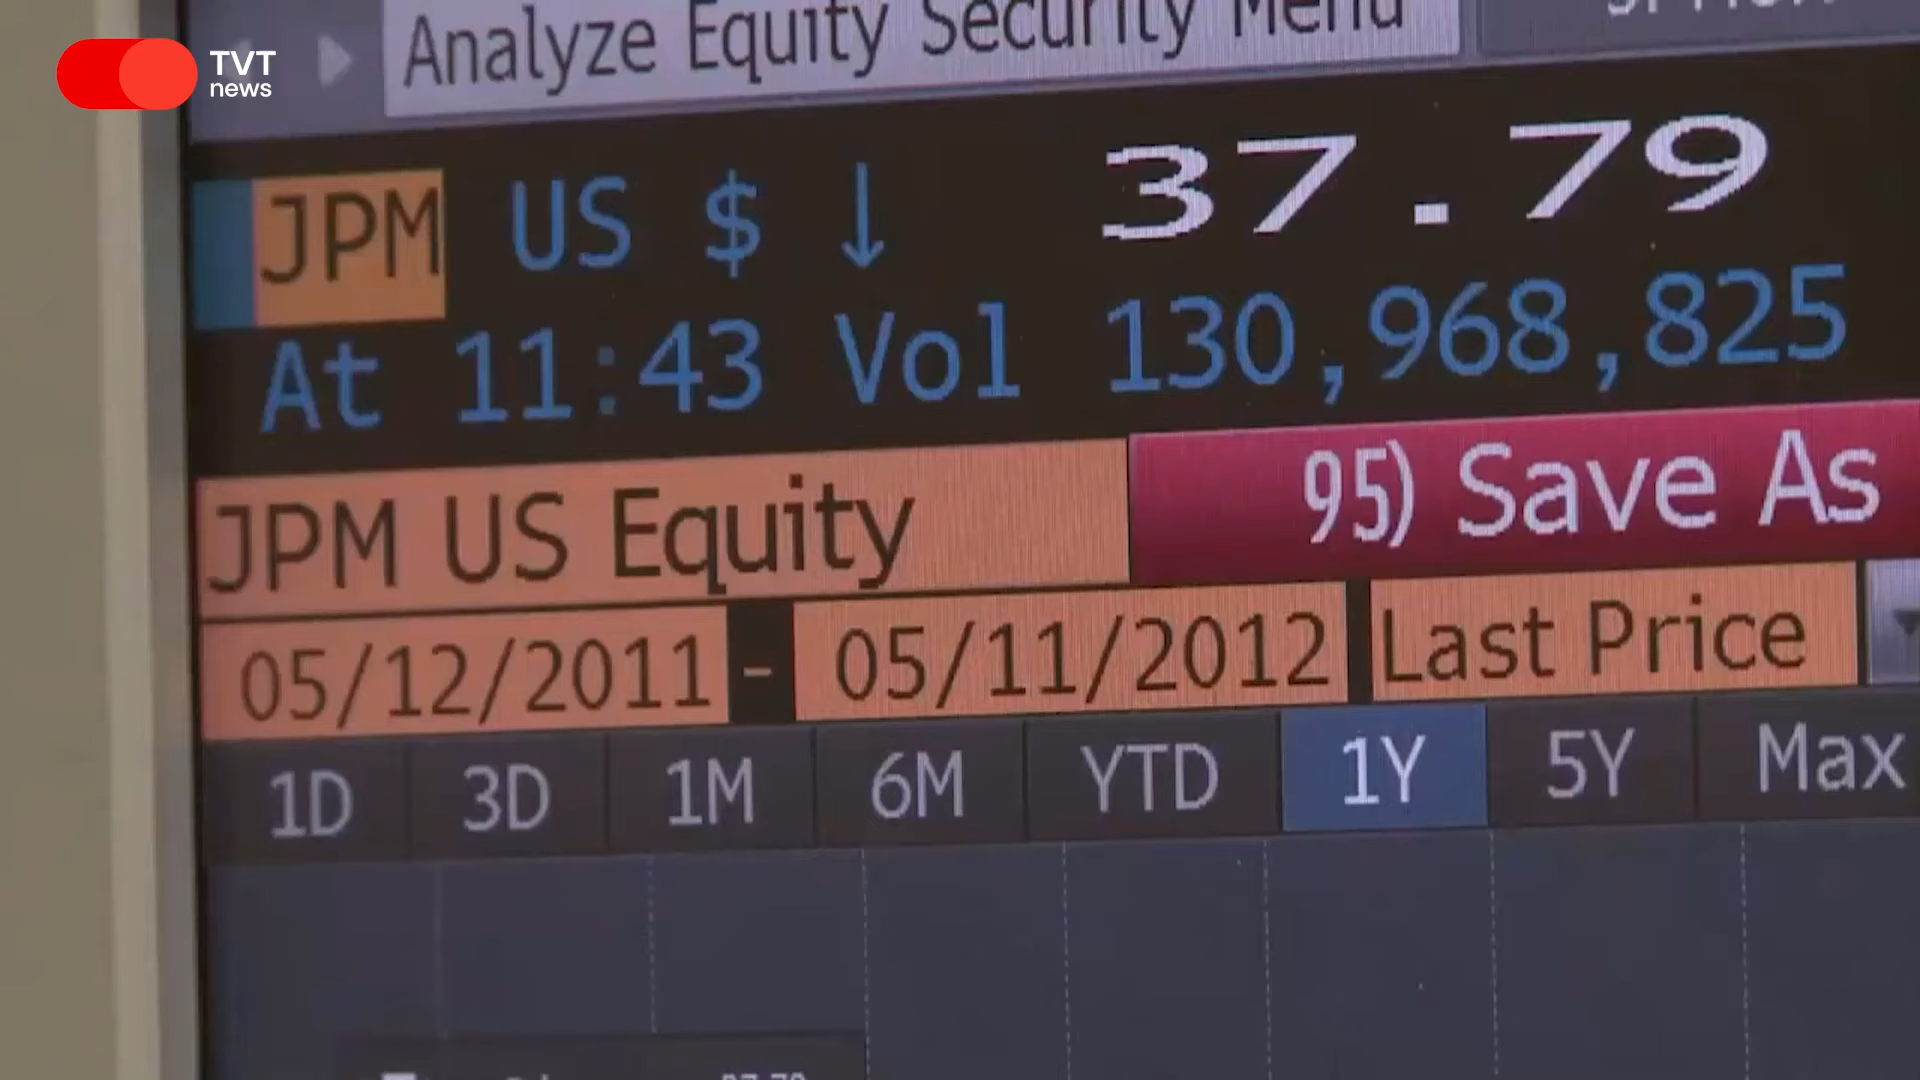 TVT
news
Analyze Equity Security Menu
JPM US $ ↓ 37.79
At 11:43 Vol 130,968,825
JPM US Equity 95) Save As
05/12/2011 - 05/11/2012 Last Price
1D 3D 1M 6M YTD 1Y 5Y Max